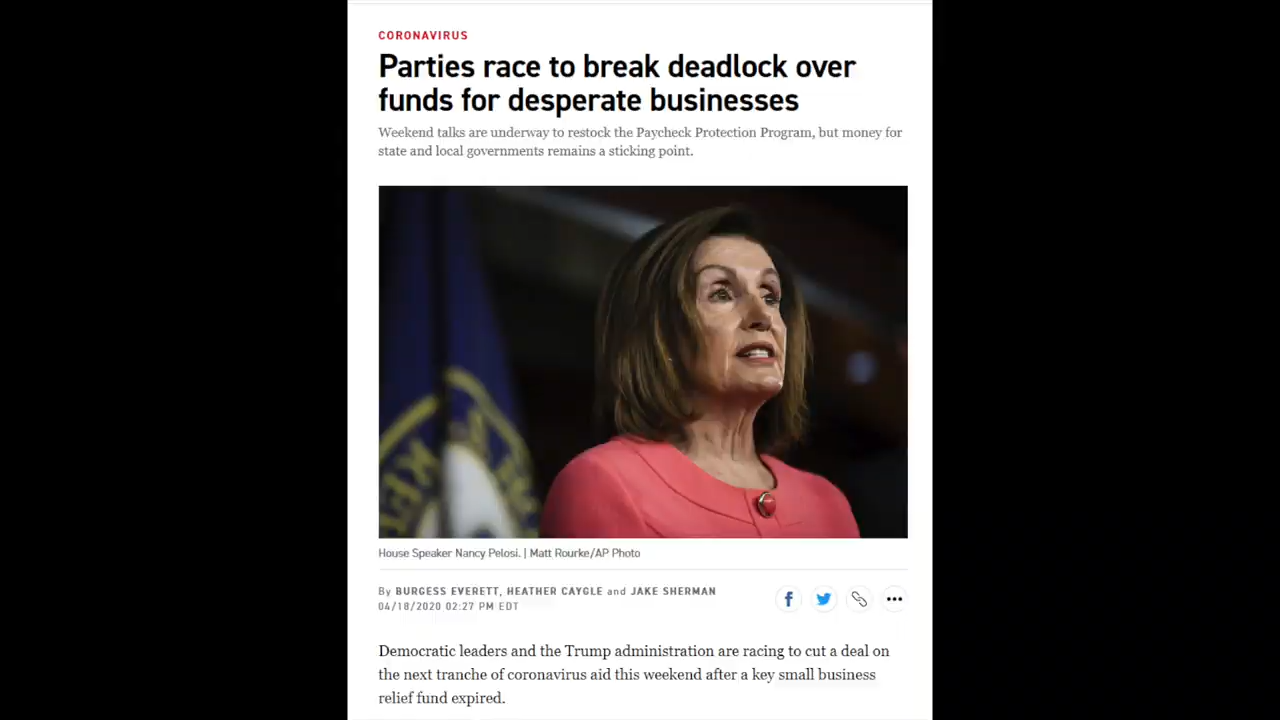 CORONAVIRUS
Parties race to break deadlock over
funds for desperate businesses
Weekend talks are underway to restock the Paycheck Protection Program, but money for
state and local governments remains a sticking point.
House Speaker Nancy Pelosi. | Matt Rourke/AP Photo
By BURGESS EVERETT, HEATHER CAYGLE and JAKE SHERMAN
04/18/2020 02:27 PM EDT
Democratic leaders and the Trump administration are racing to cut a deal on
the next tranche of coronavirus aid this weekend after a key small business
relief fund expired.